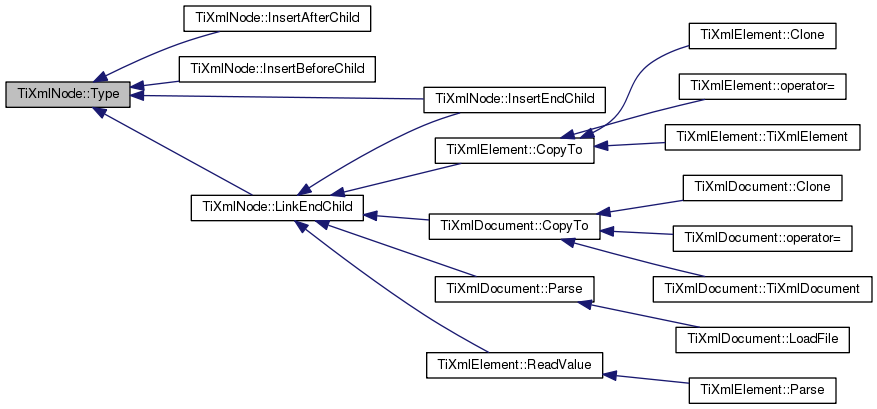 TiXmlNode::InsertAfterChild
TiXmlElement::Clone
TiXmlNode::InsertBeforeChild
TiXmlElement::operator=
TiXmlNode::Type
TiXmlNode::InsertEndChild
TiXmlElement::TiXmlElement
TiXmlElement::CopyTo
TiXmlDocument::Clone
TiXmlNode::LinkEndChild
TiXmlDocument::CopyTo
TiXmlDocument::operator=
TiXmlDocument::Parse
TiXmlDocument::TiXmlDocument
TiXmlDocument::LoadFile
TiXmlElement::ReadValue
TiXmlElement::Parse